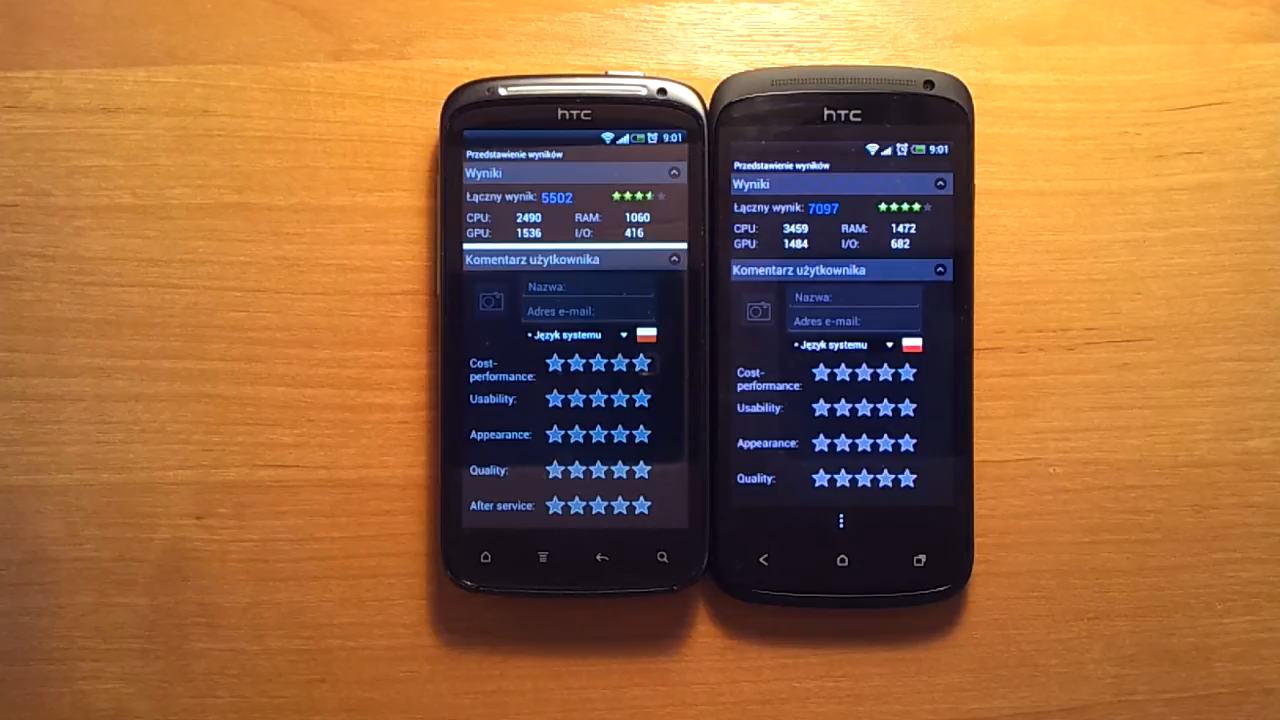 hTC
9:01
Przedstawienie wyników
Wyniki
Łączny wynik: 5502
CPU: 2490 RAM: 1060
GPU: 1536 I/O: 416
Komentarz użytkownika
Nazwa:
Adres e-mail:
• Język systemu
Cost-
performance:
Usability:
Appearance:
Quality:
After service:
hTC
9:01
Przedstawienie wyników
Wyniki
Łączny wynik: 7097
CPU: 3459 RAM: 1472
GPU: 1484 I/O: 682
Komentarz użytkownika
Nazwa:
Adres e-mail:
• Język systemu
Cost-
performance:
Usability:
Appearance:
Quality: